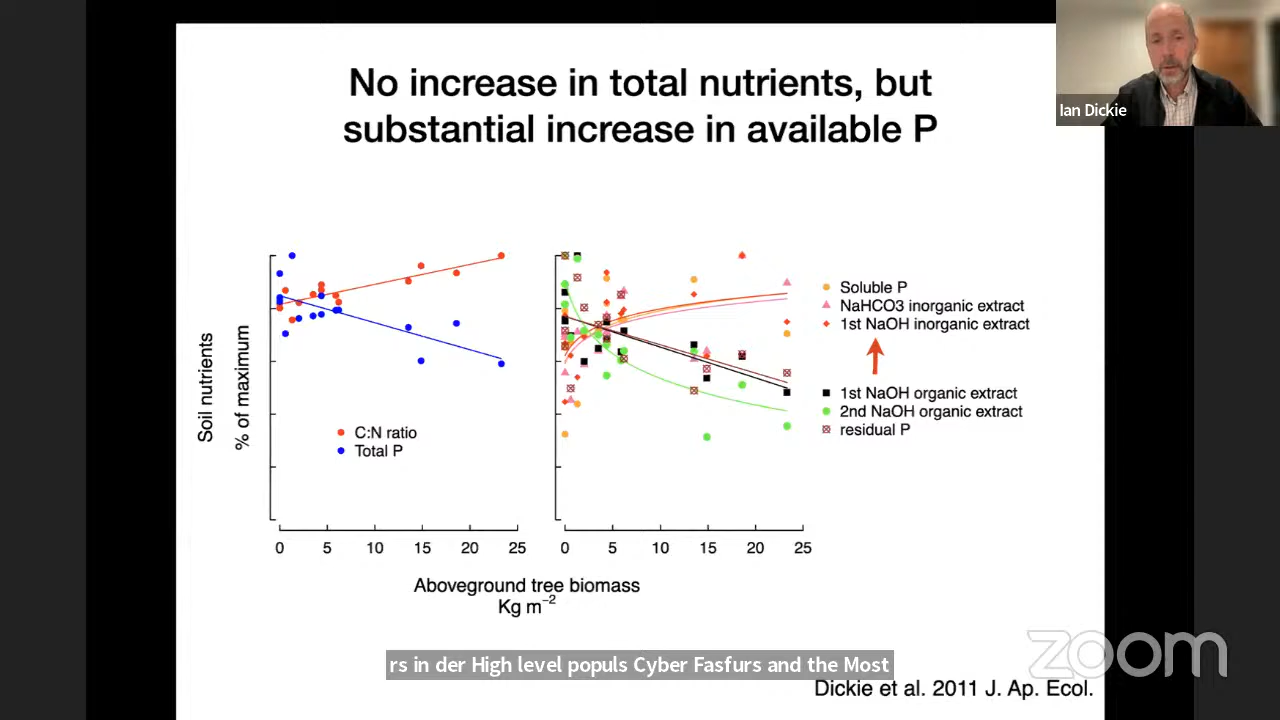 No increase in total nutrients, but
substantial increase in available P
Ian Dickie
Soil nutrients
% of maximum
C:N ratio
Total P
0 5 10 15 20 25
0 5 10 15 20 25
Soluble P
NaHCO3 inorganic extract
1st NaOH inorganic extract
1st NaOH organic extract
2nd NaOH organic extract
residual P
Aboveground tree biomass
Kg m⁻²
rs in der High level populs Cyber Fasfurs and the Most
zoom
Dickie et al. 2011 J. Ap. Ecol.